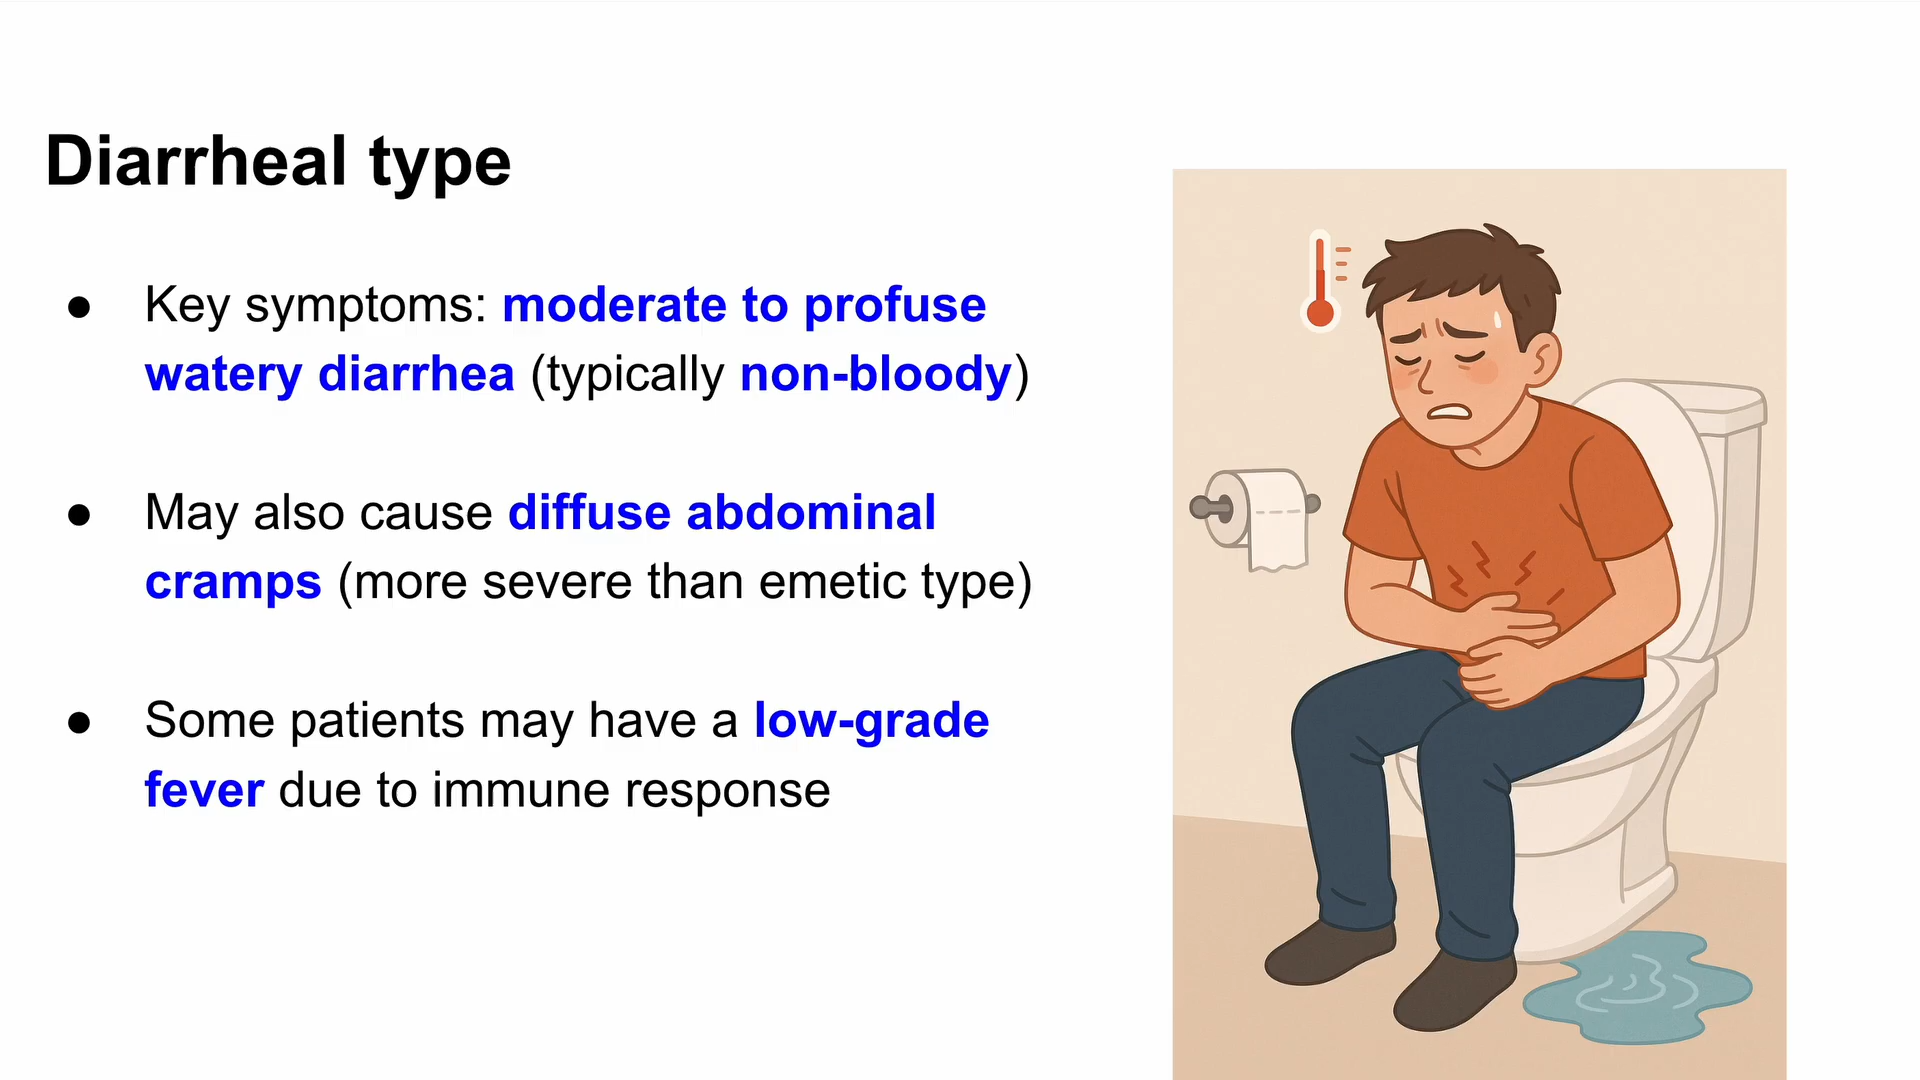 Diarrheal type
● Key symptoms: moderate to profuse
watery diarrhea (typically non-bloody)
● May also cause diffuse abdominal
cramps (more severe than emetic type)
● Some patients may have a low-grade
fever due to immune response